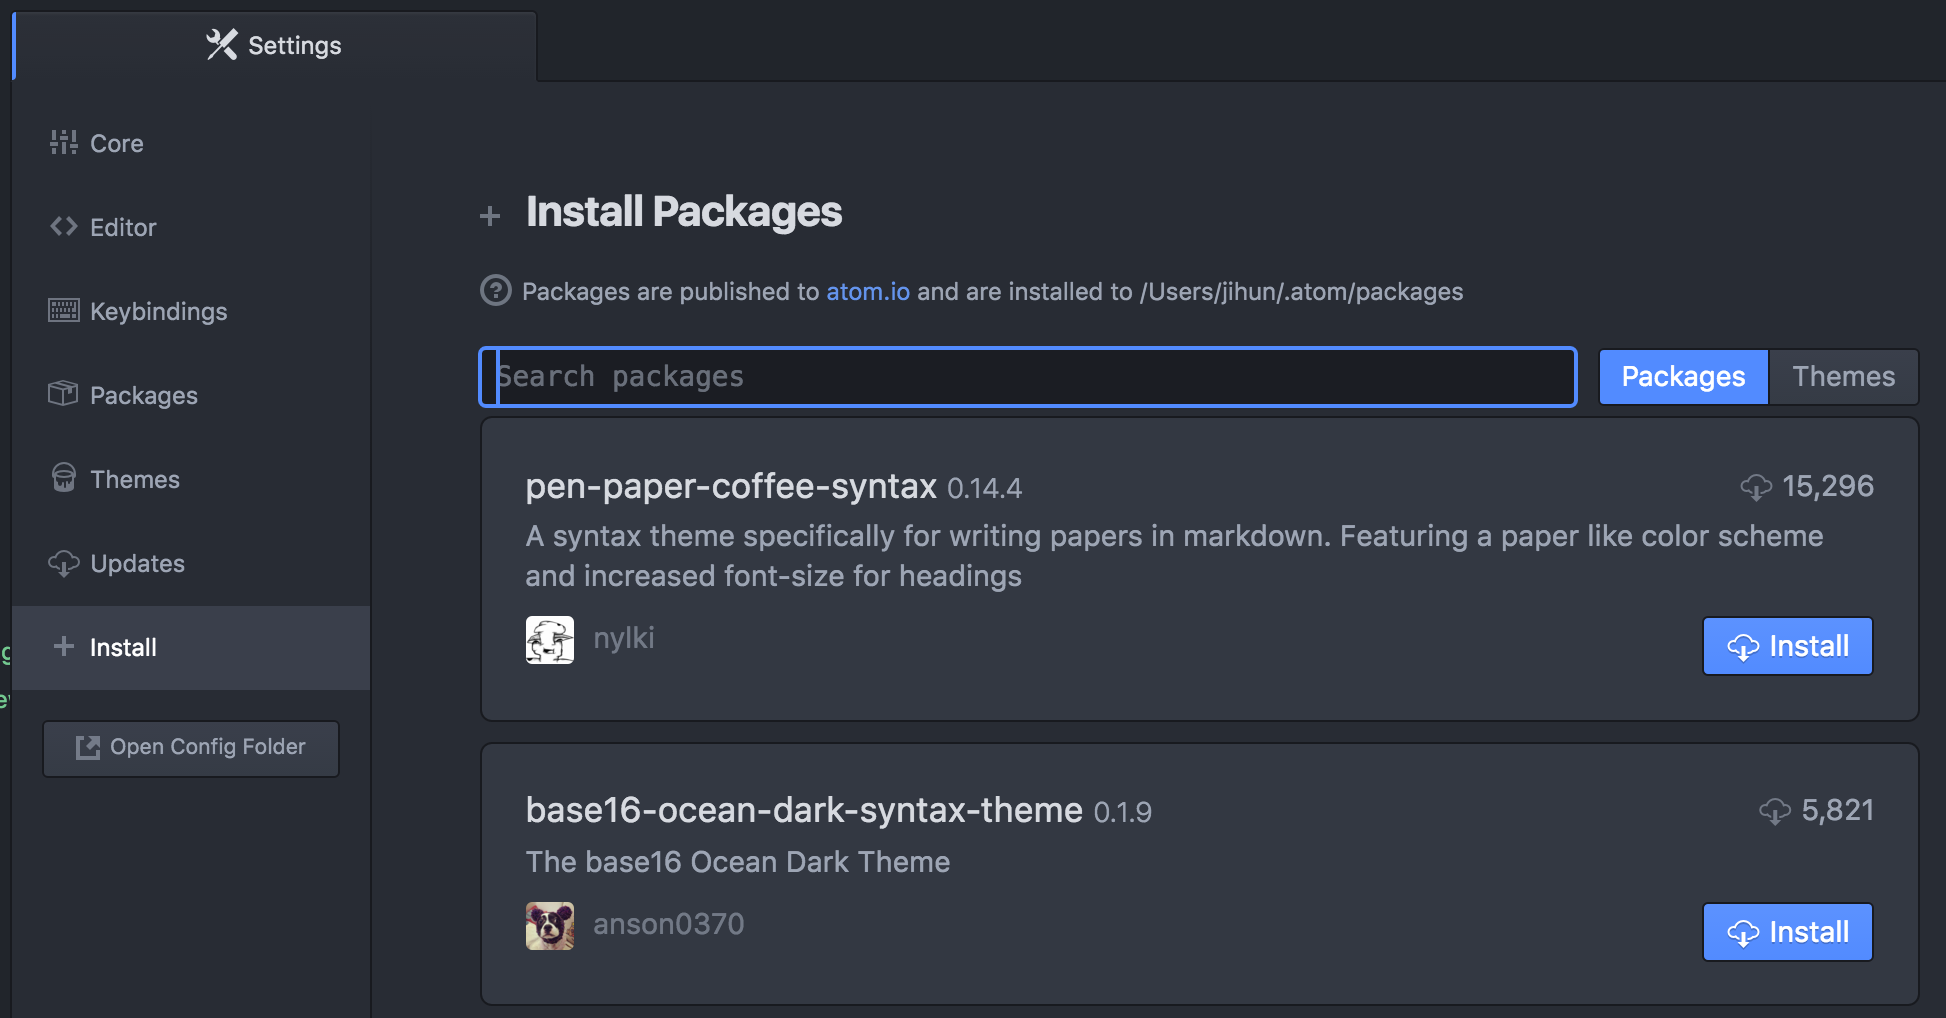 Settings
Core
Editor
Keybindings
Packages
Themes
Updates
Install
Open Config Folder
Install Packages
Packages are published to atom.io and are installed to /Users/jihun/.atom/packages
Search packages
Packages Themes
pen-paper-coffee-syntax 0.14.4
15,296
A syntax theme specifically for writing papers in markdown. Featuring a paper like color scheme
and increased font-size for headings
nylki
Install
base16-ocean-dark-syntax-theme 0.1.9
5,821
The base16 Ocean Dark Theme
anson0370
Install